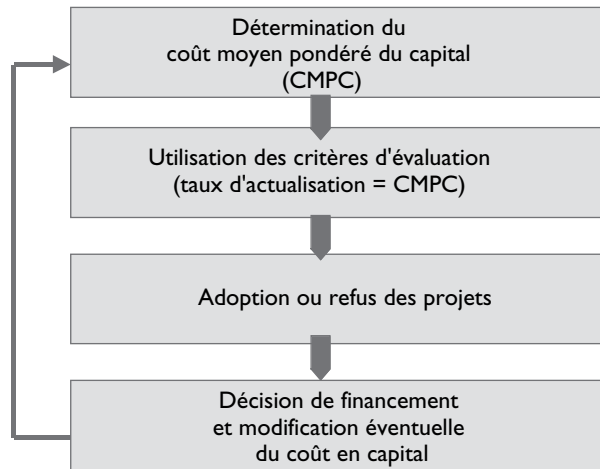 Détermination du
coût moyen pondéré du capital
(CMPC)
Utilisation des critères d'évaluation
(taux d'actualisation = CMPC)
Adoption ou refus des projets
Décision de financement
et modification éventuelle
du coût en capital